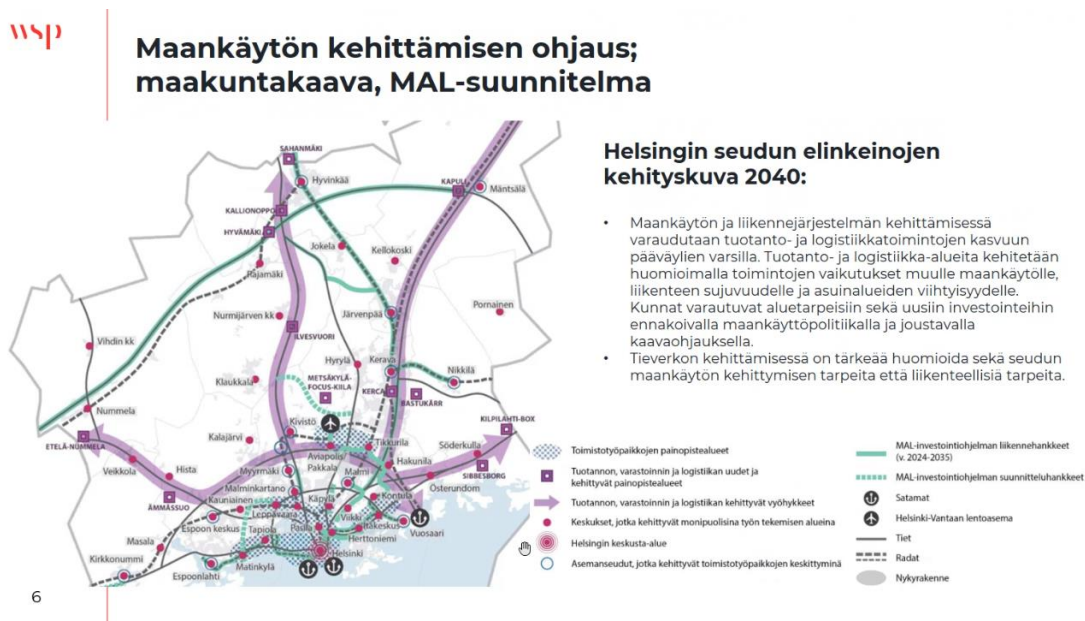 wsp
Maankäytön kehittämisen ohjaus;
maakuntakaava, MAL-suunnitelma
SAHANMÄKI
Hyvinkää
KAPULI
Mäntsälä
KALLIONOPPO
HYVÄMÄKI
Jokela
Kellokoski
Rajamäki
Pornainen
Nurmijärven kk
Järvenpää
ILVESVUORI
Vihdin kk
Hyrylä
Kerava
Nikkilä
Klaukkala
METSÄKYLÄ-
FOCUS-KIILA
KERCA
BASTUKÄRR
Nummela
KILPILAHTI-BOX
Kivistö
ETELÄ-NUMMELA
Kalajärvi
Tikkurila
Söderkulla
Aviapolis/
Pakkala
Hakunila
Veikkola
Hista
Myyrmäki
Malmi
SIBBESBORG
Malminkartano
Östersundom
Kauniainen
Käpylä
Kontula
ÄMMÄSSUO
Leppävaara
Viikki
Espoon keskus
Tapiola
Pasila
Itäkeskus
Vuosaari
Masala
Herttoniemi
Helsinki
Kirkkonummi
Matinkylä
Espoonlahti
Helsingin seudun elinkeinojen
kehityskuva 2040:
• Maankäytön ja liikennejärjestelmän kehittämisessä
varaudutaan tuotanto- ja logistiikkatoimintojen kasvuun
pääväylien varsilla. Tuotanto- ja logistiikka-alueita kehitetään
huomioimalla toimintojen vaikutukset muulle maankäytölle,
liikenteen sujuvuudelle ja asuinalueiden viihtyisyydelle.
Kunnat varautuvat aluetarpeisiin sekä uusiin investointeihin
ennakoivalla maankäyttöpolitiikalla ja joustavalla
kaavaohjauksella.
• Tieverkon kehittämisessä on tärkeää huomioida sekä seudun
maankäytön kehittymisen tarpeita että liikenteellisiä tarpeita.
Toimistotyöpaikkojen painopistealueet
Tuotannon, varastoinnin ja logistiikan uudet ja
kehittyvät painopistealueet
Tuotannon, varastoinnin ja logistiikan kehittyvät vyöhykkeet
Keskukset, jotka kehittyvät monipuolisina työn tekemisen alueina
Helsingin keskusta-alue
Asemanseudut, jotka kehittyvät toimistotyöpaikkojen keskittyminä
MAL-investointiohjelman liikennehankkeet
(v. 2024-2035)
MAL-investointiohjelman suunnitteluhankkeet
Satamat
Helsinki-Vantaan lentoasema
Tiet
Radat
Nykyrakenne
6